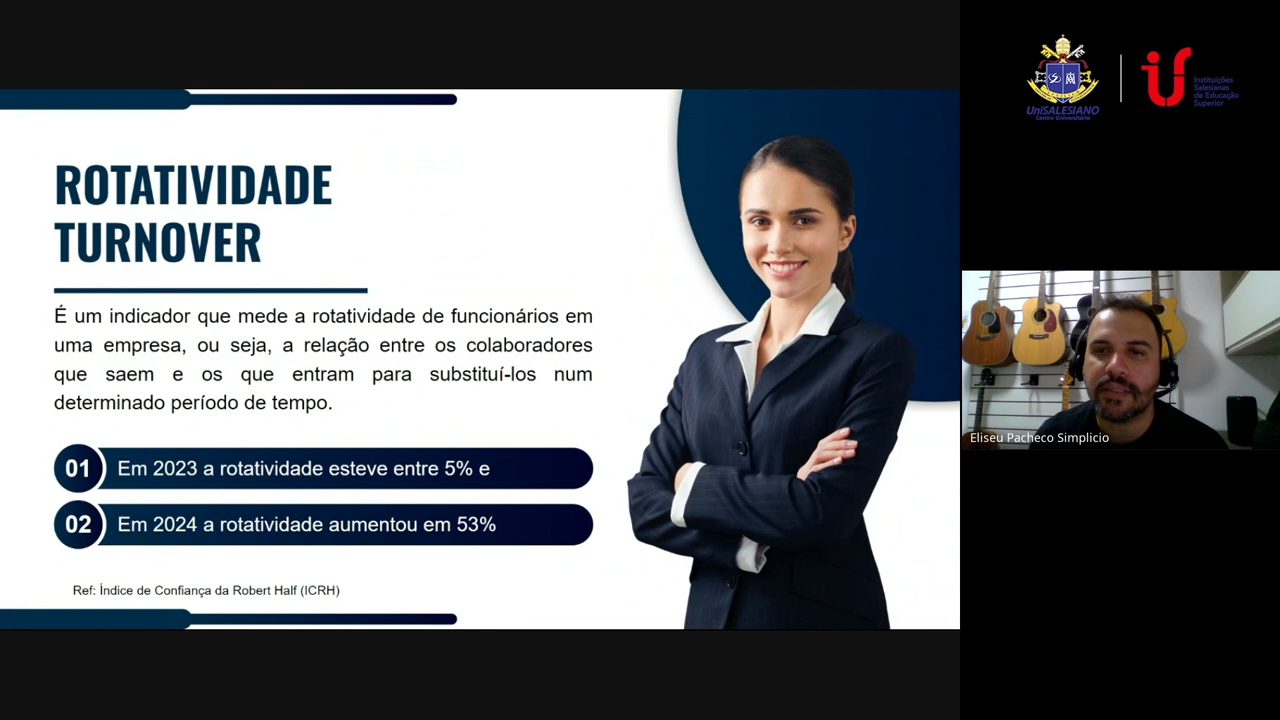 ROTATIVIDADE
TURNOVER
É um indicador que mede a rotatividade de funcionários em
uma empresa, ou seja, a relação entre os colaboradores
que saem e os que entram para substituí-los num
determinado período de tempo.
01 Em 2023 a rotatividade esteve entre 5% e
02 Em 2024 a rotatividade aumentou em 53%
Ref: Índice de Confiança da Robert Half (ICRH)
UniSALESIANO
Centro Universitário
Instituições
Salesianas
de Educação
Superior
Eliseu Pacheco Simplicio